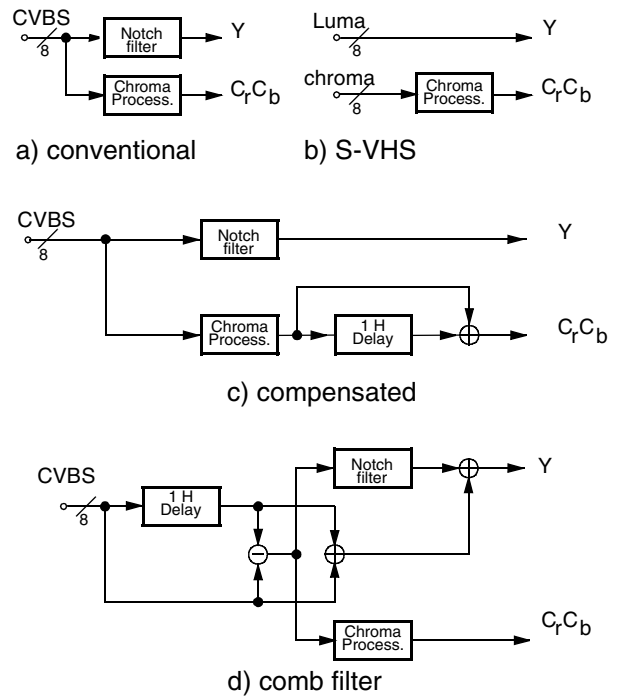 CVBS
8
Notch
filter
Y
Chroma
Process.
CrCb
a) conventional
Luma
8
Y
chroma
8
Chroma
Process.
CrCb
b) S-VHS
CVBS
8
Notch
filter
Y
Chroma
Process.
1 H
Delay
CrCb
c) compensated
CVBS
8
1 H
Delay
Notch
filter
Y
Chroma
Process.
CrCb
d) comb filter